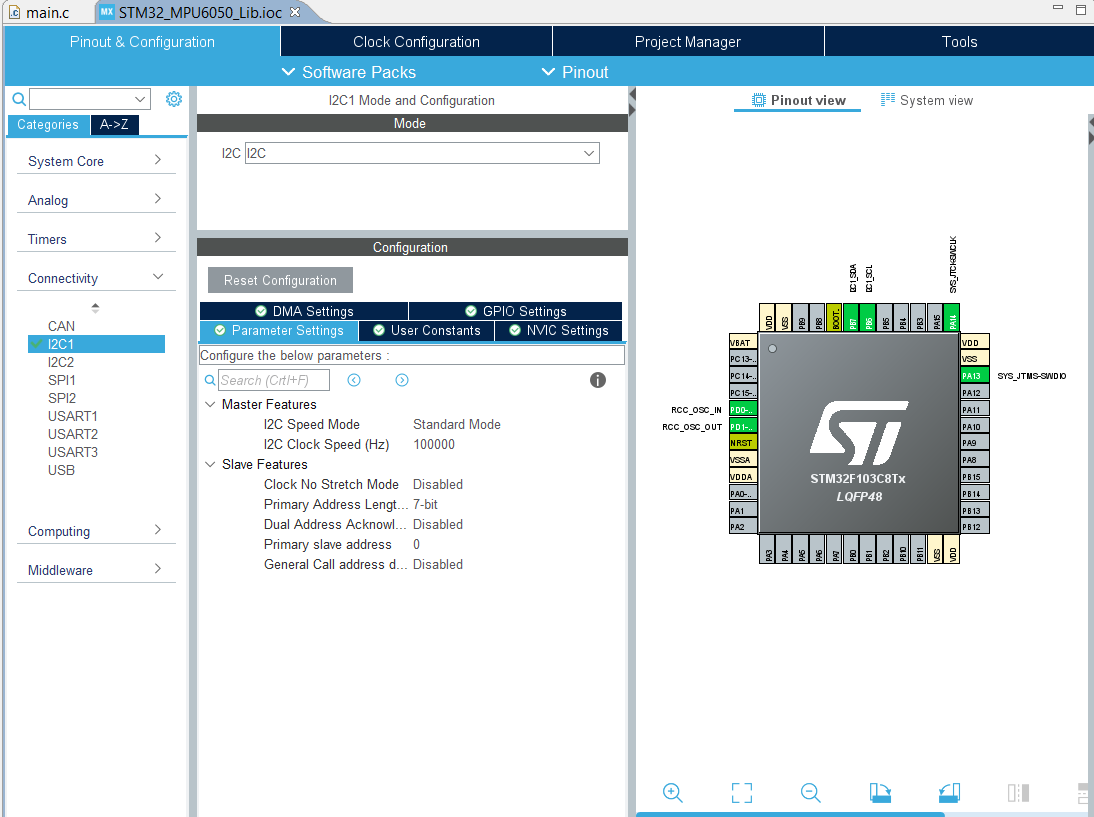 main.c
MX STM32_MPU6050_Lib.ioc
Pinout & Configuration
Clock Configuration
Project Manager
Tools
Software Packs
Pinout
Categories
A->Z
System Core
Analog
Timers
Connectivity
CAN
I2C1
I2C2
SPI1
SPI2
USART1
USART2
USART3
USB
Computing
Middleware
I2C1 Mode and Configuration
Mode
I2C I2C
Configuration
Reset Configuration
DMA Settings
GPIO Settings
Parameter Settings
User Constants
NVIC Settings
Configure the below parameters :
Search (Crtl+F)
Master Features
I2C Speed Mode Standard Mode
I2C Clock Speed (Hz) 100000
Slave Features
Clock No Stretch Mode Disabled
Primary Address Lengt... 7-bit
Dual Address Acknowl... Disabled
Primary slave address 0
General Call address d... Disabled
Pinout view
System view
I2C1_SDA
I2C1_SCL
SYS_JTCK-SWCLK
VDD
VSS
PB9
PB8
BOOT..
PB7
PB6
PB5
PB4
PB3
PA15
PA14
VBAT
PC13-..
PC14-..
PC15-..
RCC_OSC_IN PD0-..
RCC_OSC_OUT PD1-..
NRST
VSSA
VDDA
PA0-..
PA1
PA2
STM32F103C8Tx
LQFP48
VDD
VSS
PA13 SYS_JTMS-SWDIO
PA12
PA11
PA10
PA9
PA8
PB15
PB14
PB13
PB12
PA3
PA4
PA5
PA6
PA7
PB0
PB1
PB2
PB10
PB11
VSS
VDD